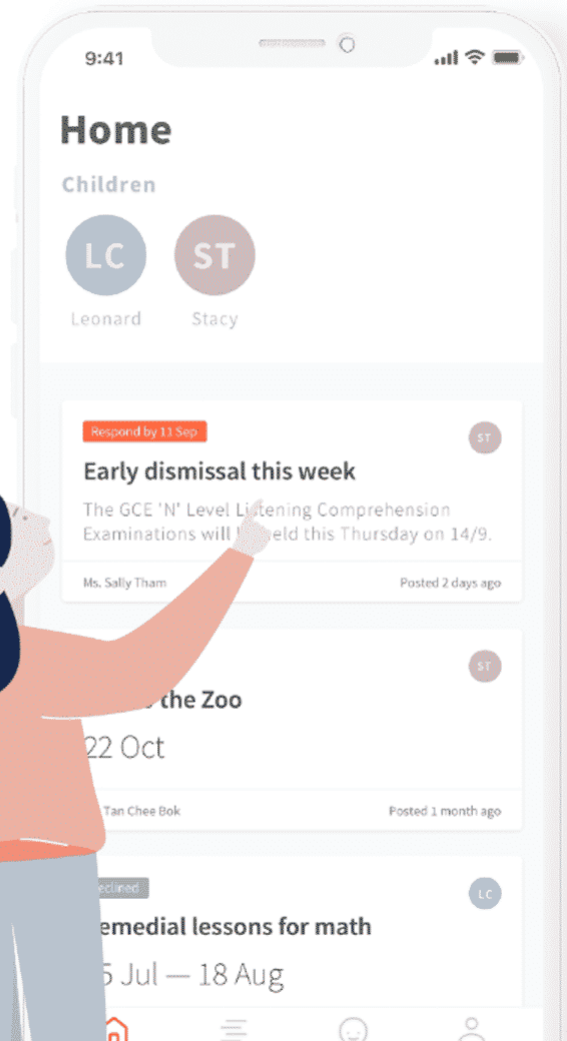 9:41
Home
Children
LC ST
Leonard Stacy
Respond by 11 Sep
ST
Early dismissal this week
The GCE 'N' Level Listening Comprehension
Examinations will held this Thursday on 14/9.
Ms. Sally Tham Posted 2 days ago
ST
the Zoo
22 Oct
Tan Chee Bok Posted 1 month ago
eclined
LC
emedial lessons for math
5 Jul — 18 Aug